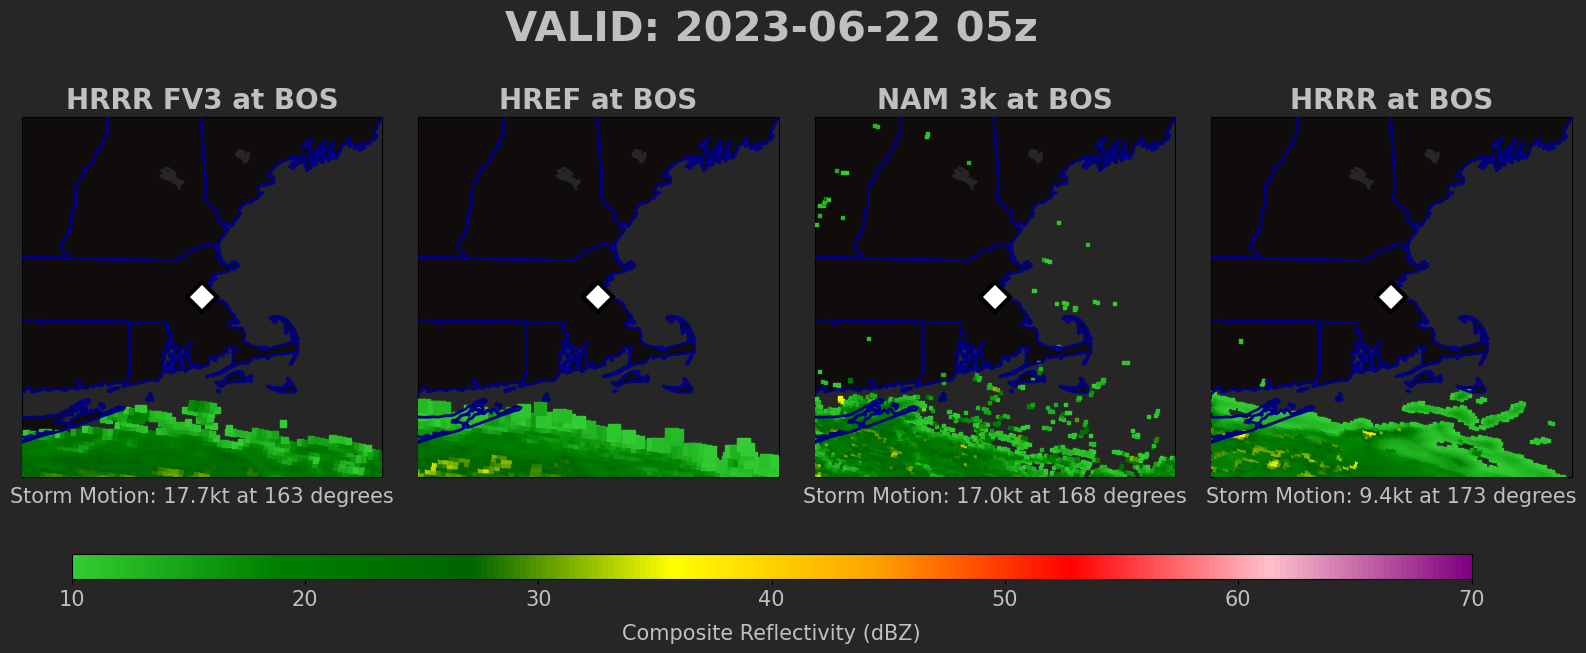 VALID: 2023-06-22 05z
HRRR FV3 at BOS
HREF at BOS
NAM 3k at BOS
HRRR at BOS
Storm Motion: 17.7kt at 163 degrees
Storm Motion: 17.0kt at 168 degrees
Storm Motion: 9.4kt at 173 degrees
10 20 30 40 50 60 70
Composite Reflectivity (dBZ)